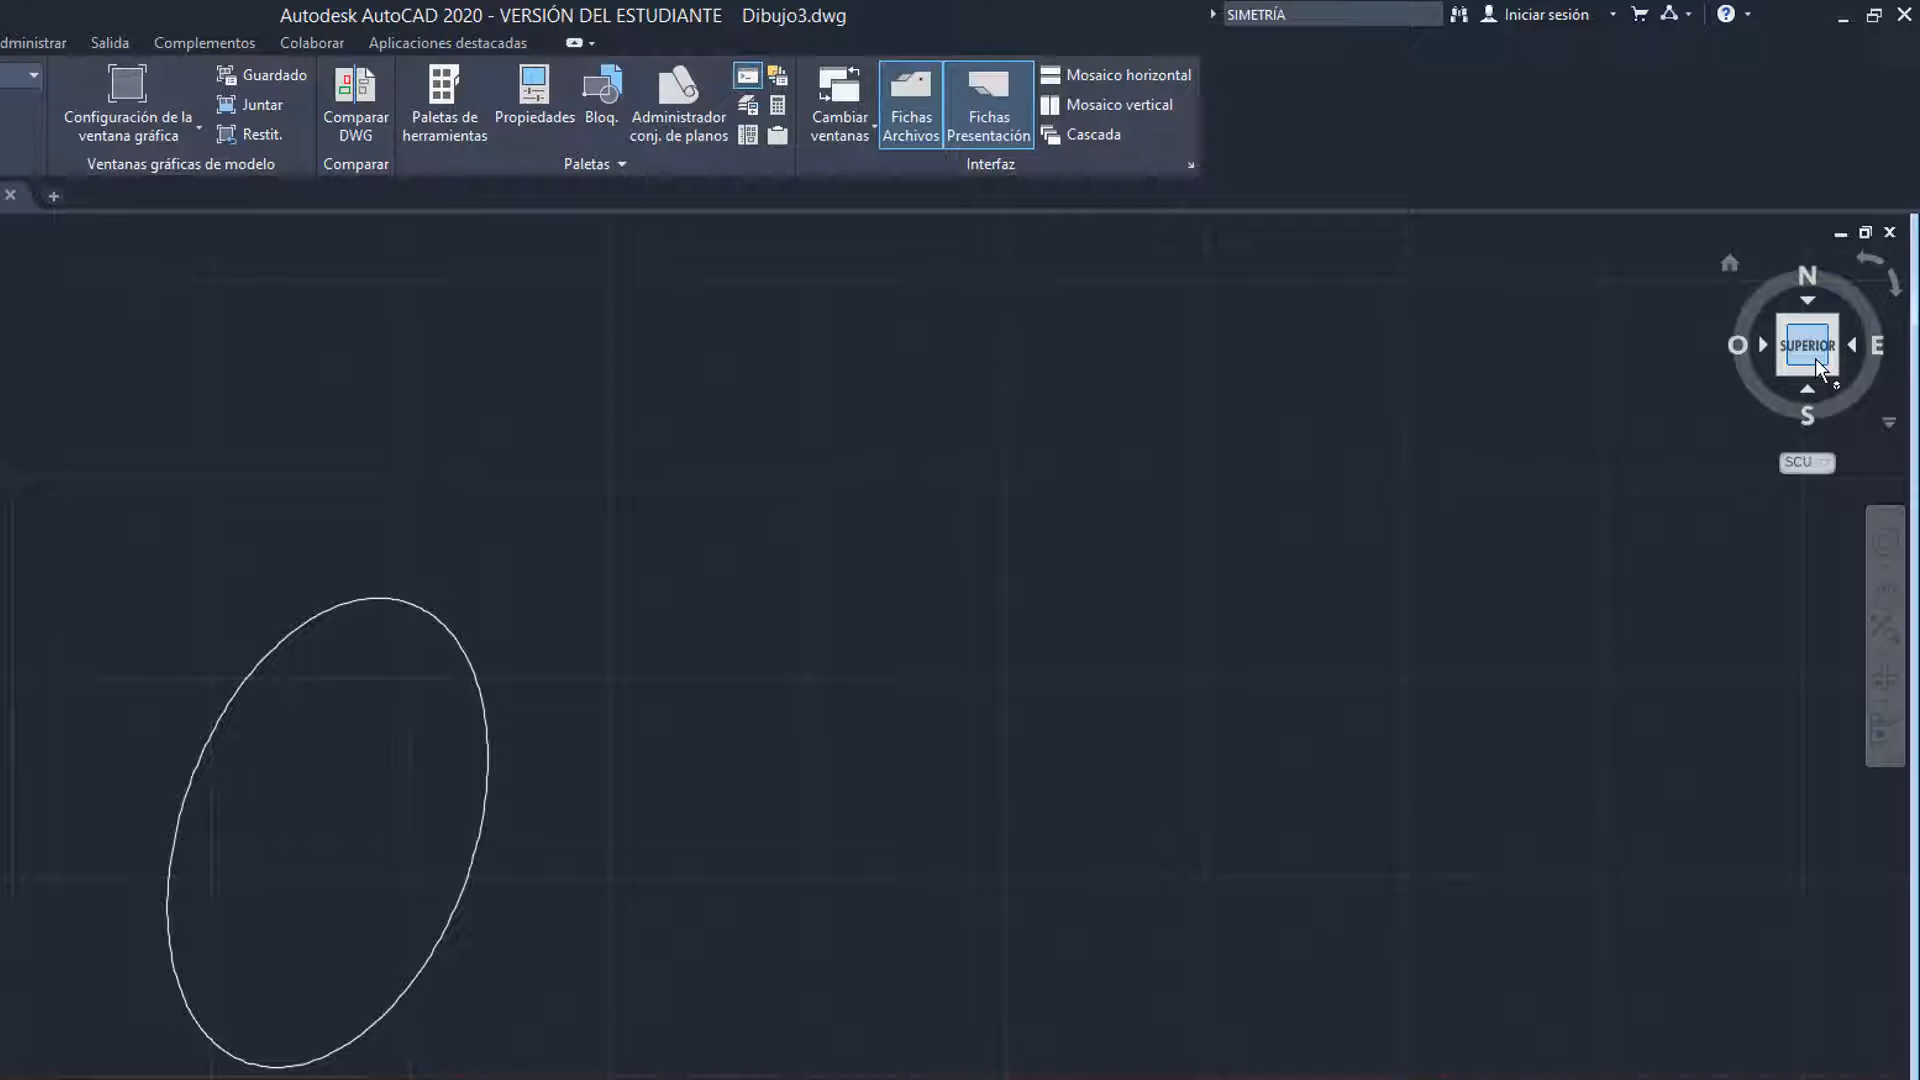 Autodesk AutoCAD 2020 - VERSIÓN DEL ESTUDIANTE Dibujo3.dwg
SIMETRÍA
Iniciar sesión
dministrar Salida Complementos Colaborar Aplicaciones destacadas
Configuración de la
ventana gráfica
Guardado
Juntar
Restit.
Ventanas gráficas de modelo
Comparar
DWG
Comparar
Paletas de
herramientas
Propiedades
Bloq.
Administrador
conj. de planos
Paletas
Cambiar
ventanas
Fichas
Archivos
Fichas
Presentación
Mosaico horizontal
Mosaico vertical
Cascada
Interfaz
N
O
SUPERIOR
E
S
SCU